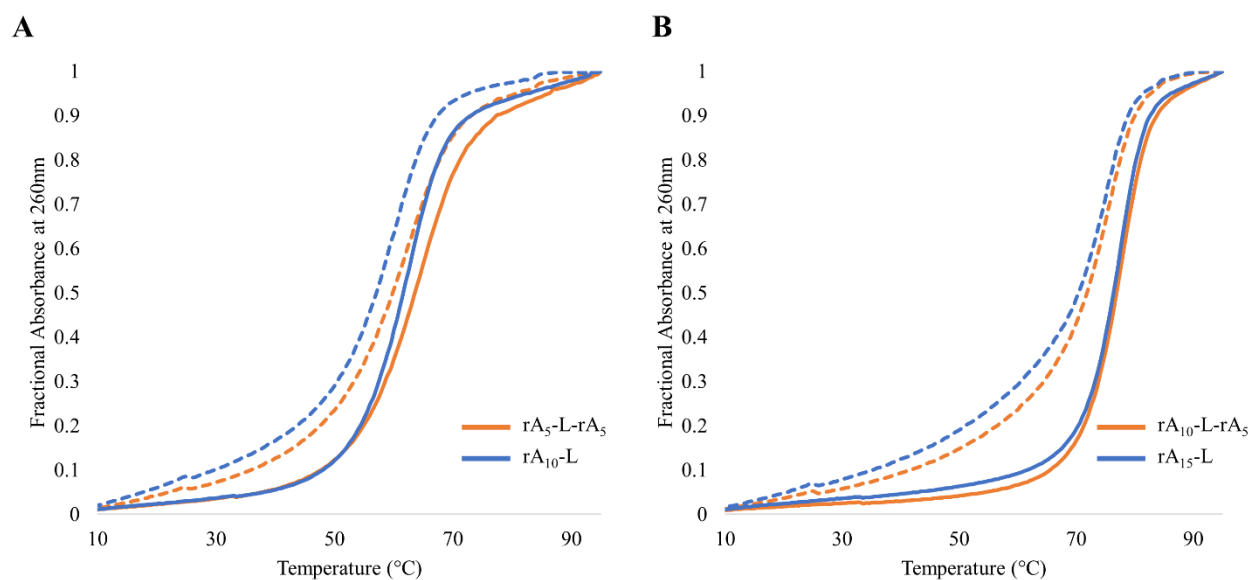 A
Fractional Absorbance at 260nm
1
0.9
0.8
0.7
0.6
0.5
0.4
0.3
0.2
0.1
0
10 30 50 70 90
Temperature (°C)
rA₅-L-rA₅
rA₁₀-L
B
Fractional Absorbance at 260nm
1
0.9
0.8
0.7
0.6
0.5
0.4
0.3
0.2
0.1
0
10 30 50 70 90
Temperature (°C)
rA₁₀-L-rA₅
rA₁₅-L